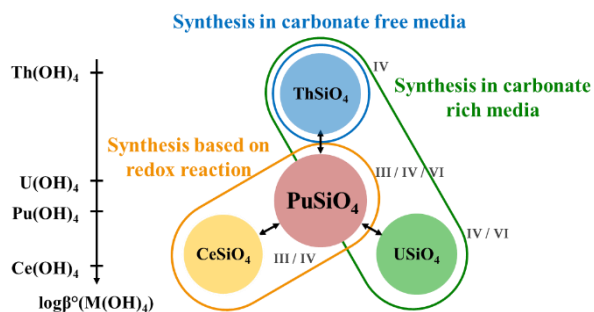 Synthesis in carbonate free media
Th(OH)₄
IV
ThSiO₄
Synthesis in carbonate
rich media
Synthesis based on
redox reaction
III / IV / VI
U(OH)₄
PuSiO₄
Pu(OH)₄
IV / VI
CeSiO₄
USiO₄
III / IV
Ce(OH)₄
logβ°(M(OH)₄)